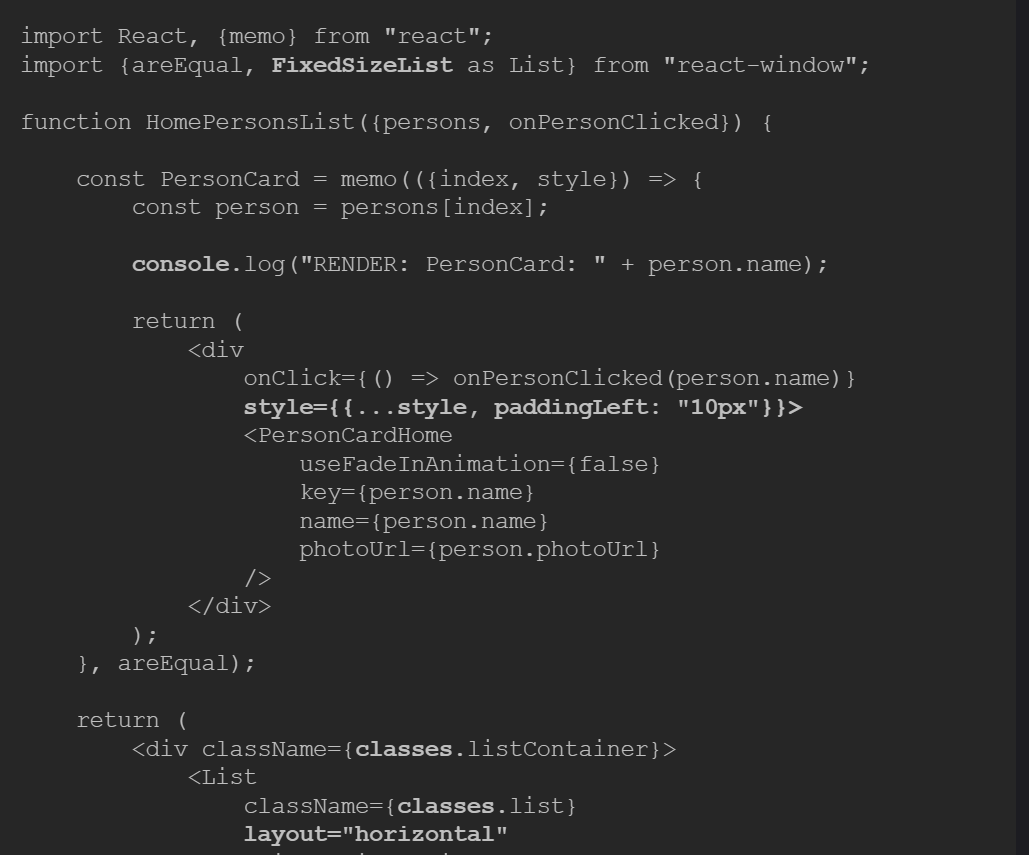 import React, {memo} from "react";
import {areEqual, FixedSizeList as List} from "react-window";
function HomePersonsList({persons, onPersonClicked}) {
    const PersonCard = memo(({index, style}) => {
        const person = persons[index];
        console.log("RENDER: PersonCard: " + person.name);
        return (
            <div
                onClick={() => onPersonClicked(person.name)}
                style={{...style, paddingLeft: "10px"}}>
                <PersonCardHome
                    useFadeInAnimation={false}
                    key={person.name}
                    name={person.name}
                    photoUrl={person.photoUrl}
                />
            </div>
        );
    }, areEqual);
    return (
        <div className={classes.listContainer}>
            <List
                className={classes.list}
                layout="horizontal"